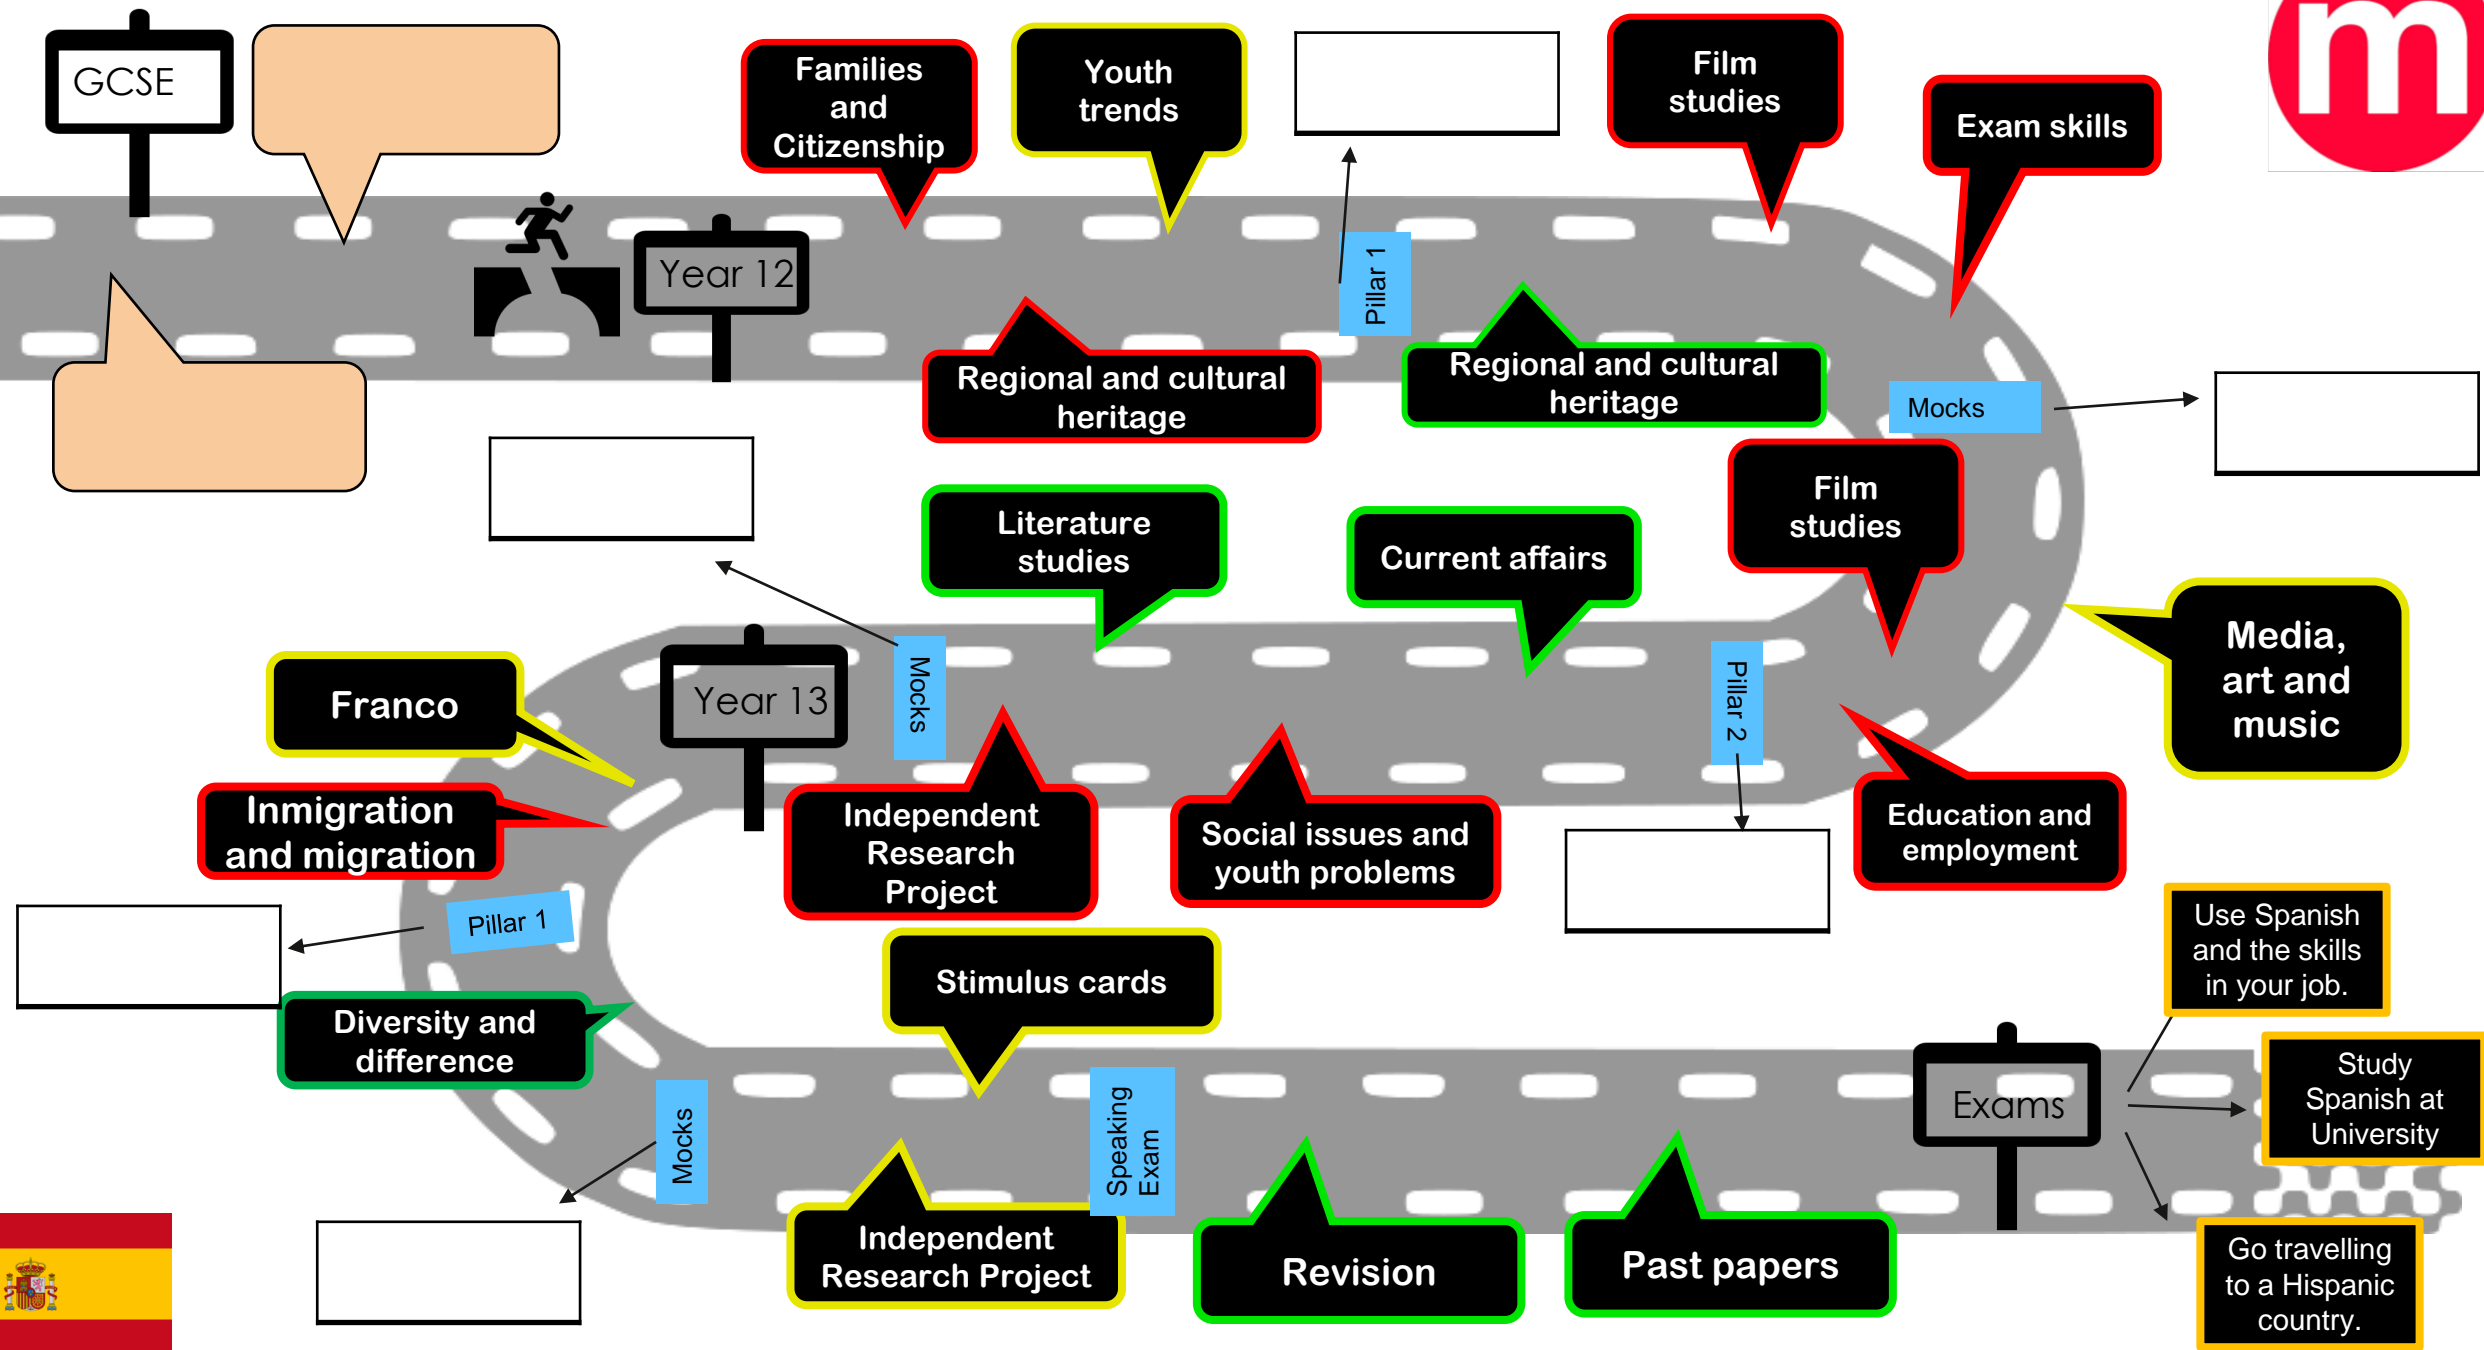 GCSE
Families
and
Citizenship
Youth
trends
Film
studies
Exam skills
m
Year 12
Pillar 1
Regional and cultural
heritage
Regional and cultural
heritage
Mocks
Film
studies
Literature
studies
Current affairs
Media,
art and
music
Franco
Year 13
Mocks
Pillar 2
Inmigration
and migration
Independent
Research
Project
Social issues and
youth problems
Education and
employment
Pillar 1
Stimulus cards
Use Spanish
and the skills
in your job.
Diversity and
difference
Mocks
Speaking
Exam
Exams
Study
Spanish at
University
Independent
Research Project
Revision
Past papers
Go travelling
to a Hispanic
country.